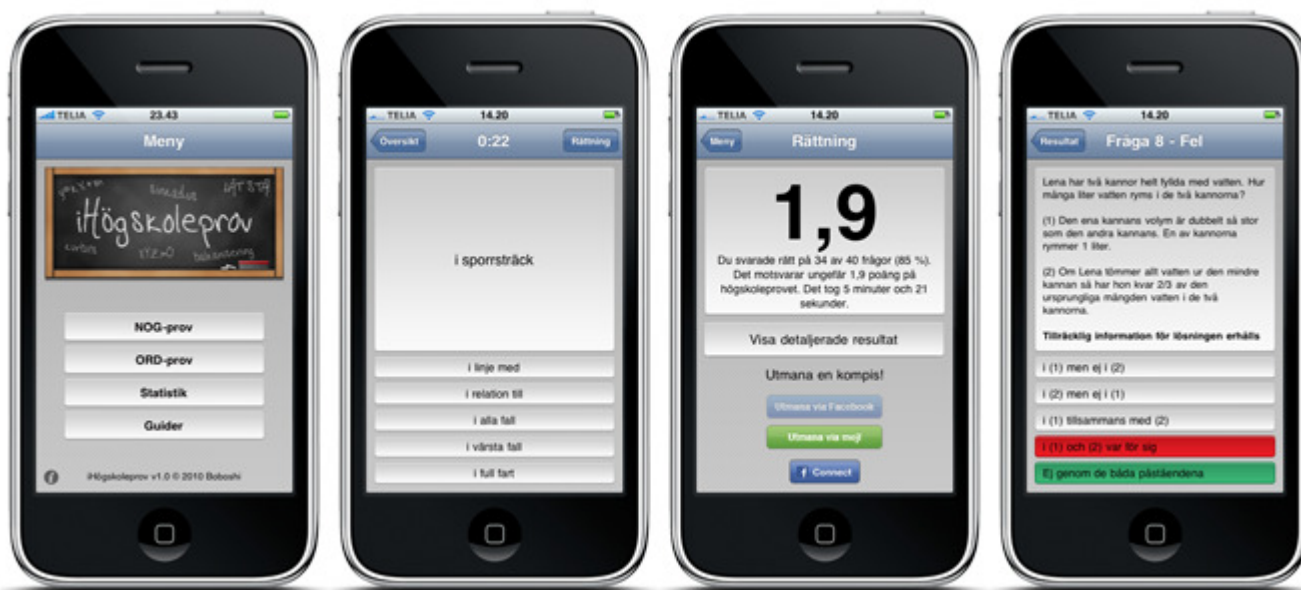 TELIA 23.43
Meny
iHögskoleprov
NOG-prov
ORD-prov
Statistik
Guider
iHögskoleprov v1.0 © 2010 Boboshi
TELIA 14.20
Översikt 0:22 Rättning
i sporrsträck
i linje med
i relation till
i alla fall
i värsta fall
i full fart
TELIA 14.20
Meny Rättning
1,9
Du svarade rätt på 34 av 40 frågor (85 %).
Det motsvarar ungefär 1,9 poäng på
högskoleprovet. Det tog 5 minuter och 21
sekunder.
Visa detaljerade resultat
Utmana en kompis!
Utmana via Facebook
Utmana via mejl
f Connect
TELIA 14.20
Resultat Fråga 8 - Fel
Lena har två kannor helt fyllda med vatten. Hur
många liter vatten ryms i de två kannorna?
(1) Den ena kannans volym är dubbelt så stor
som den andra kannans. En av kannorna
rymmer 1 liter.
(2) Om Lena tömmer allt vatten ur den mindre
kannan så har hon kvar 2/3 av den
ursprungliga mängden vatten i de två
kannorna.
Tillräcklig information för lösningen erhålls
i (1) men ej i (2)
i (2) men ej i (1)
i (1) tillsammans med (2)
i (1) och (2) var för sig
Ej genom de båda påståendena